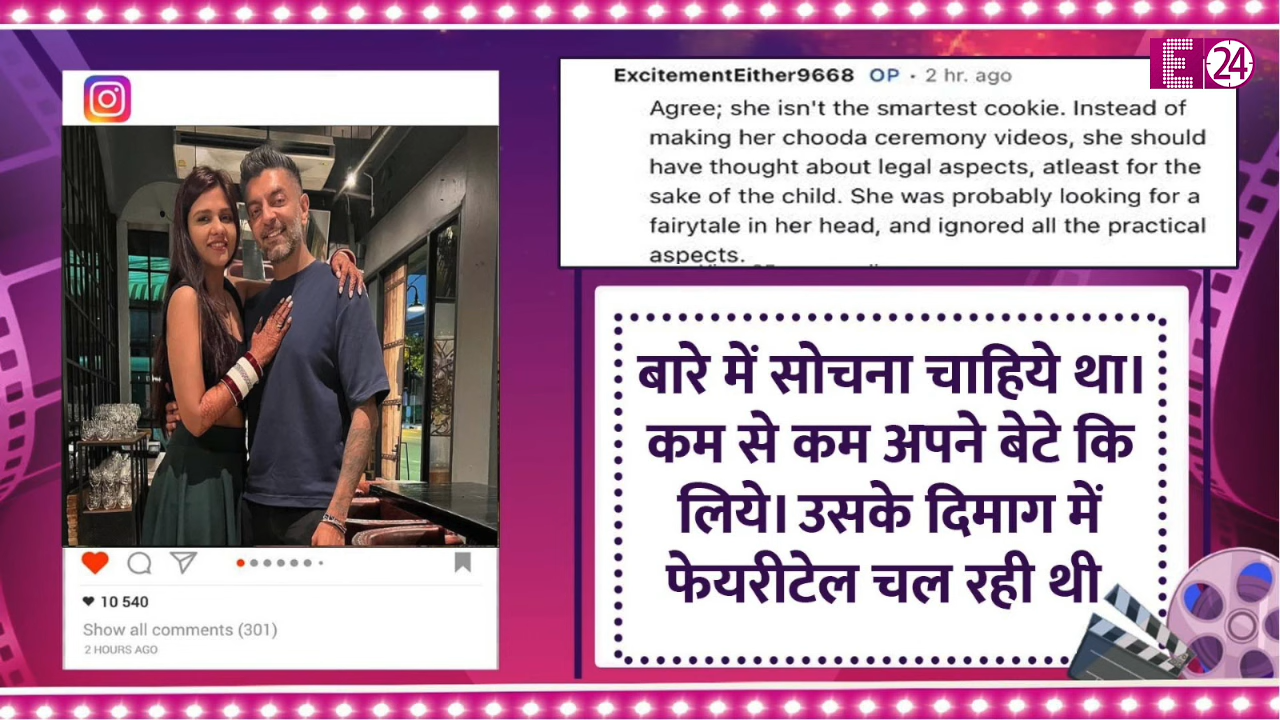 E 24
ExcitementEither9668 OP · 2 hr. ago
Agree; she isn't the smartest cookie. Instead of
making her chooda ceremony videos, she should
have thought about legal aspects, atleast for the
sake of the child. She was probably looking for a
fairytale in her head, and ignored all the practical
aspects.
बारे में सोचना चाहिये था।
कम से कम अपने बेटे कि
लिये। उसके दिमाग में
फेयरीटेल चल रही थी
10 540
Show all comments (301)
2 HOURS AGO